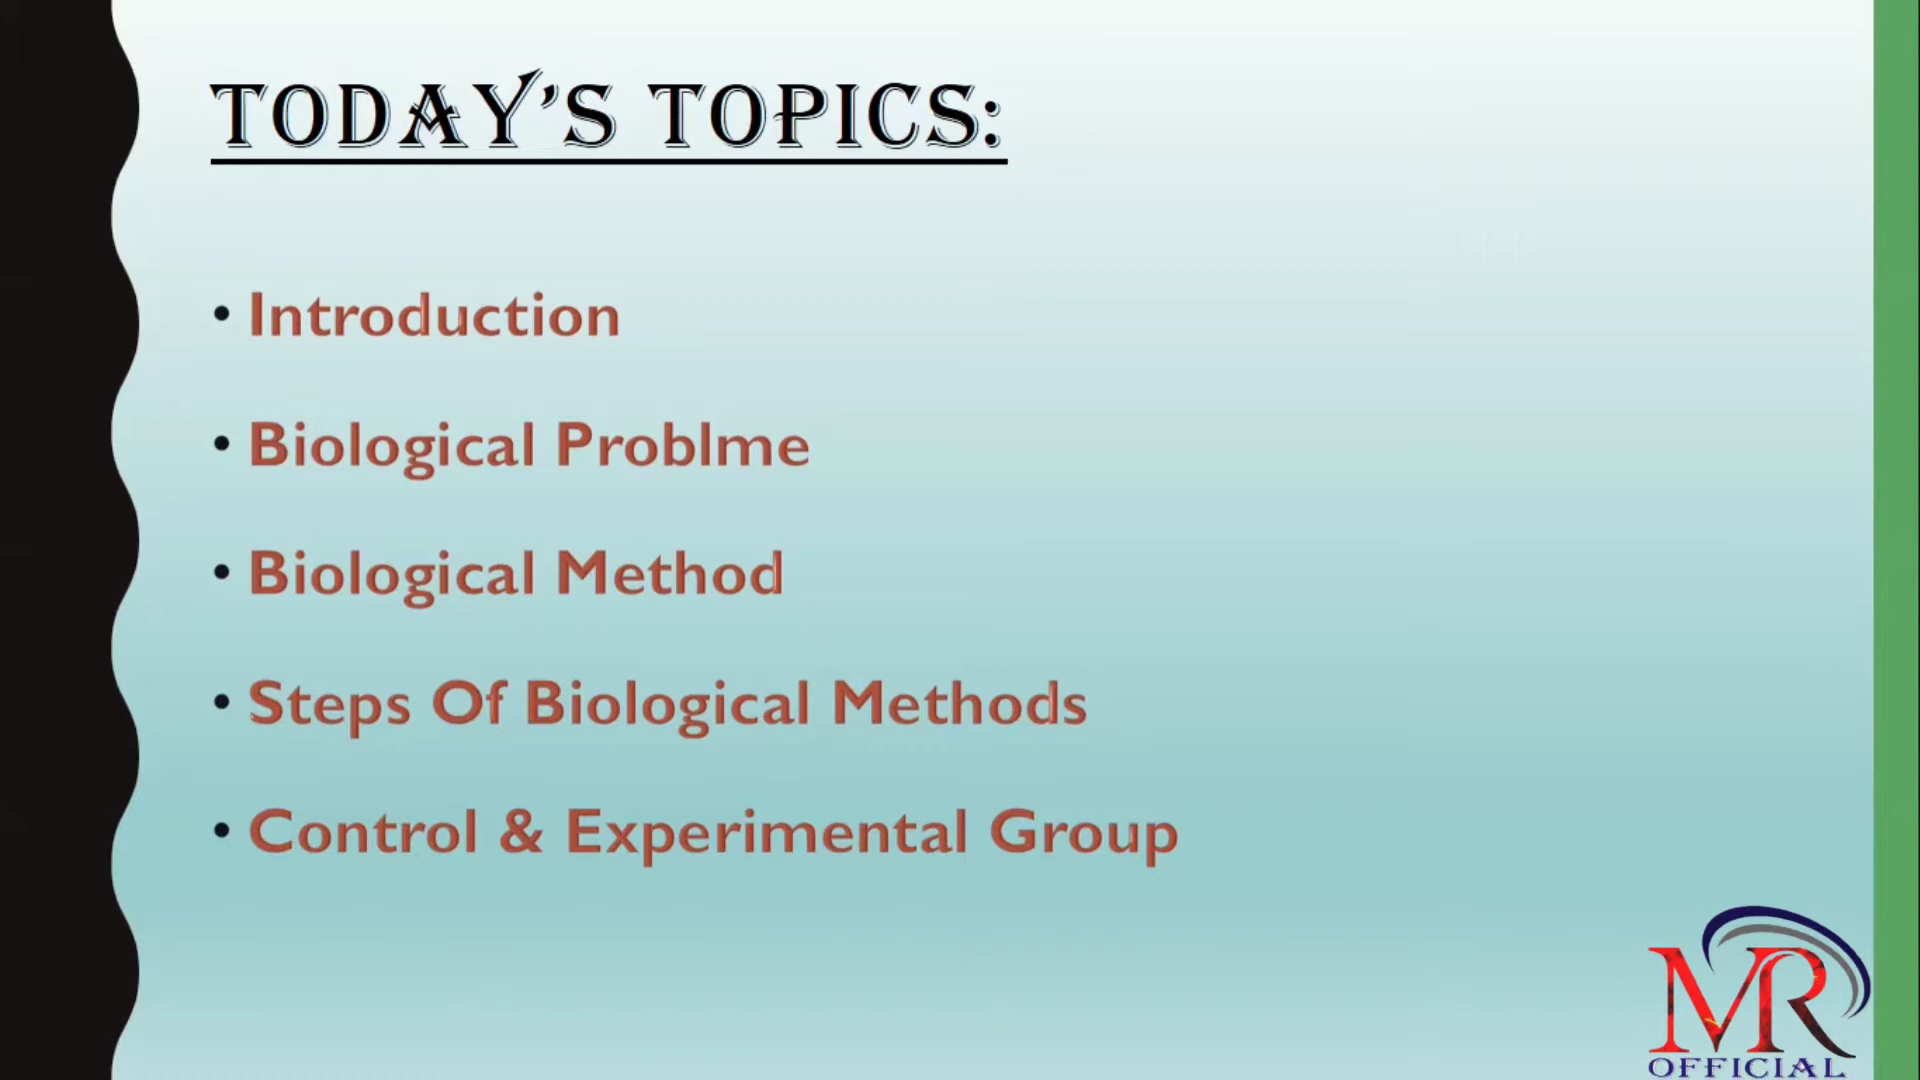 TODAY'S TOPICS:
• Introduction
• Biological Problme
• Biological Method
• Steps Of Biological Methods
• Control & Experimental Group
MR
OFFICIAL